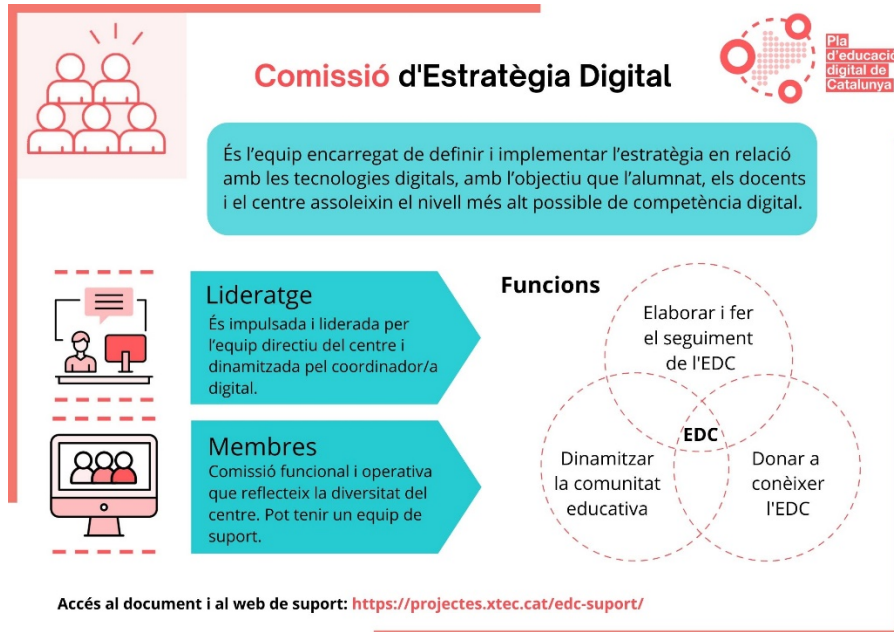 Comissió d'Estratègia Digital
Pla
d'educació
digital de
Catalunya
És l’equip encarregat de definir i implementar l’estratègia en relació
amb les tecnologies digitals, amb l’objectiu que l’alumnat, els docents
i el centre assoleixin el nivell més alt possible de competència digital.
Lideratge
És impulsada i liderada per
l’equip directiu del centre i
dinamitzada pel coordinador/a
digital.
Membres
Comissió funcional i operativa
que reflecteix la diversitat del
centre. Pot tenir un equip de
suport.
Funcions
Elaborar i fer
el seguiment
de l'EDC
EDC
Dinamitzar
la comunitat
educativa
Donar a
conèixer
l'EDC
Accés al document i al web de suport: https://projectes.xtec.cat/edc-suport/